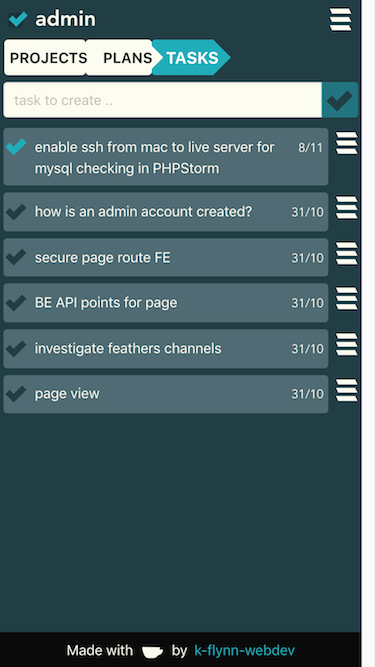 admin
PROJECTS PLANS TASKS
task to create ..
enable ssh from mac to live server for 8/11
mysql checking in PHPStorm
how is an admin account created? 31/10
secure page route FE 31/10
BE API points for page 31/10
investigate feathers channels 31/10
page view 31/10
Made with by k-flynn-webdev